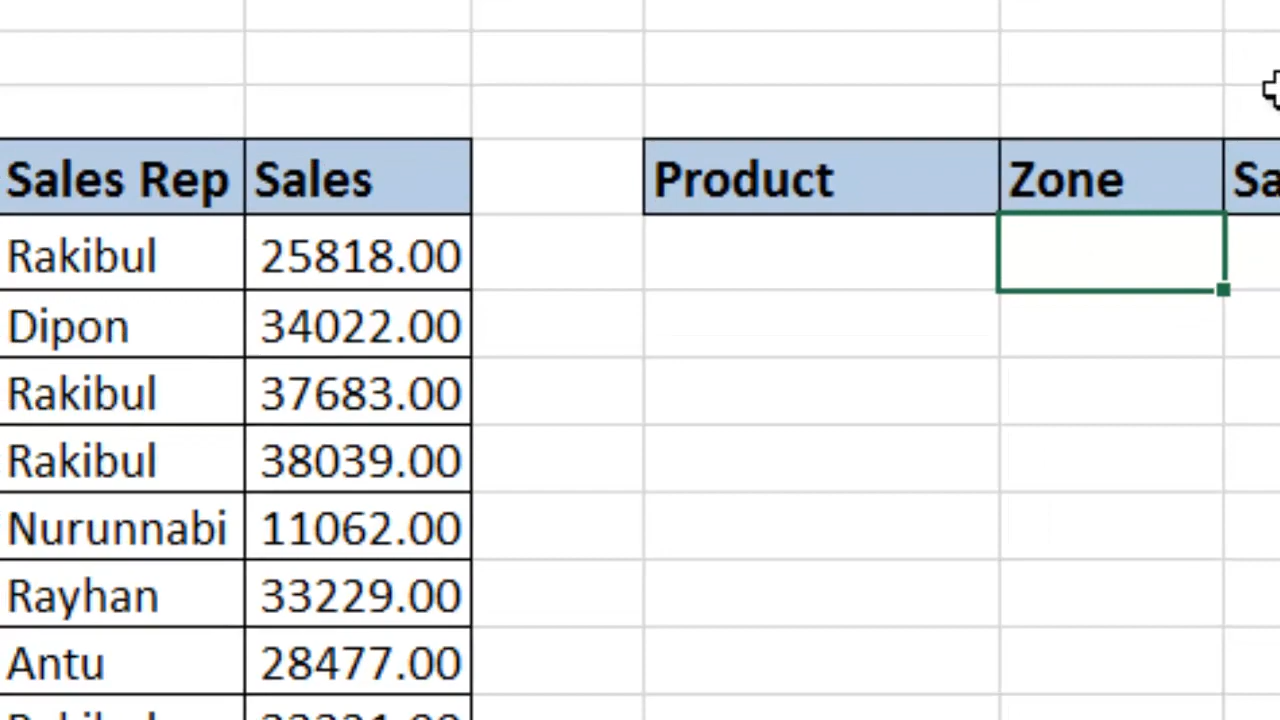 Sales Rep Sales Product Zone Sa
Rakibul 25818.00
Dipon 34022.00
Rakibul 37683.00
Rakibul 38039.00
Nurunnabi 11062.00
Rayhan 33229.00
Antu 28477.00